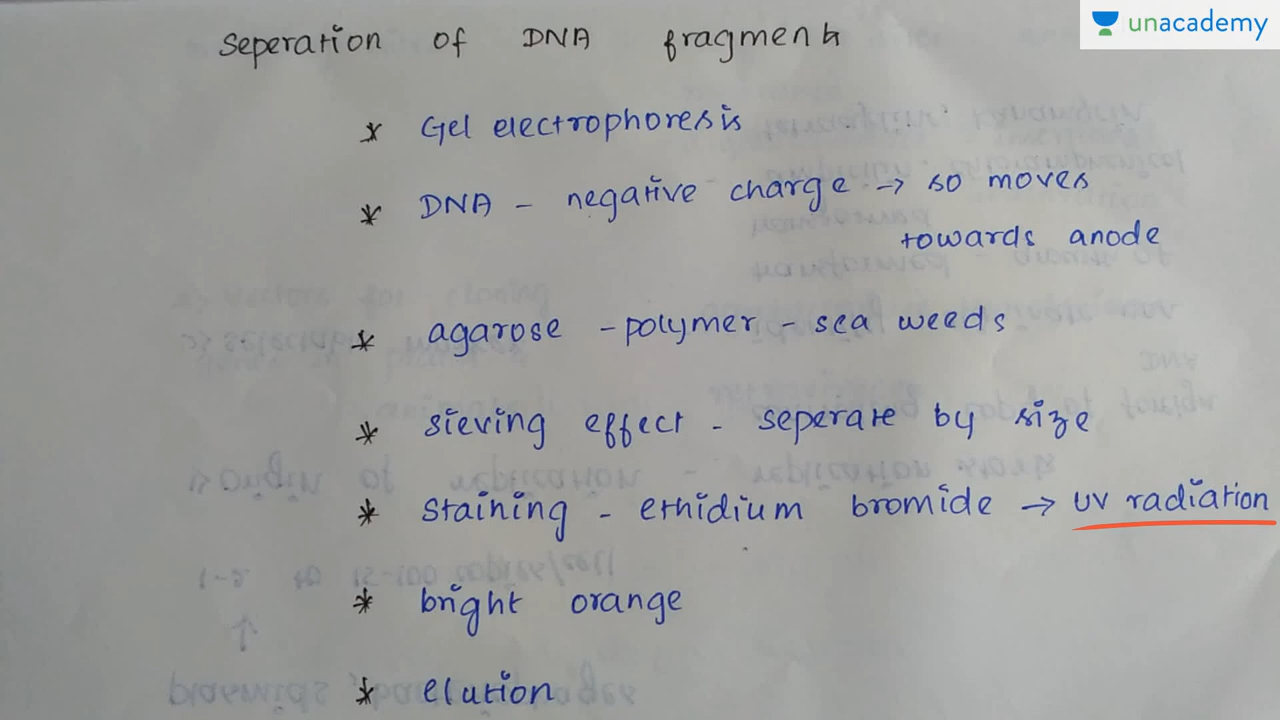 unacademy
seperation of DNA fragments
* Gel electrophoresis
* DNA - negative charge → so moves
towards anode
* agarose - polymer - sea weeds
* sieving effect - seperate by size
* staining - ethidium bromide → UV radiation
* bright orange
* elution